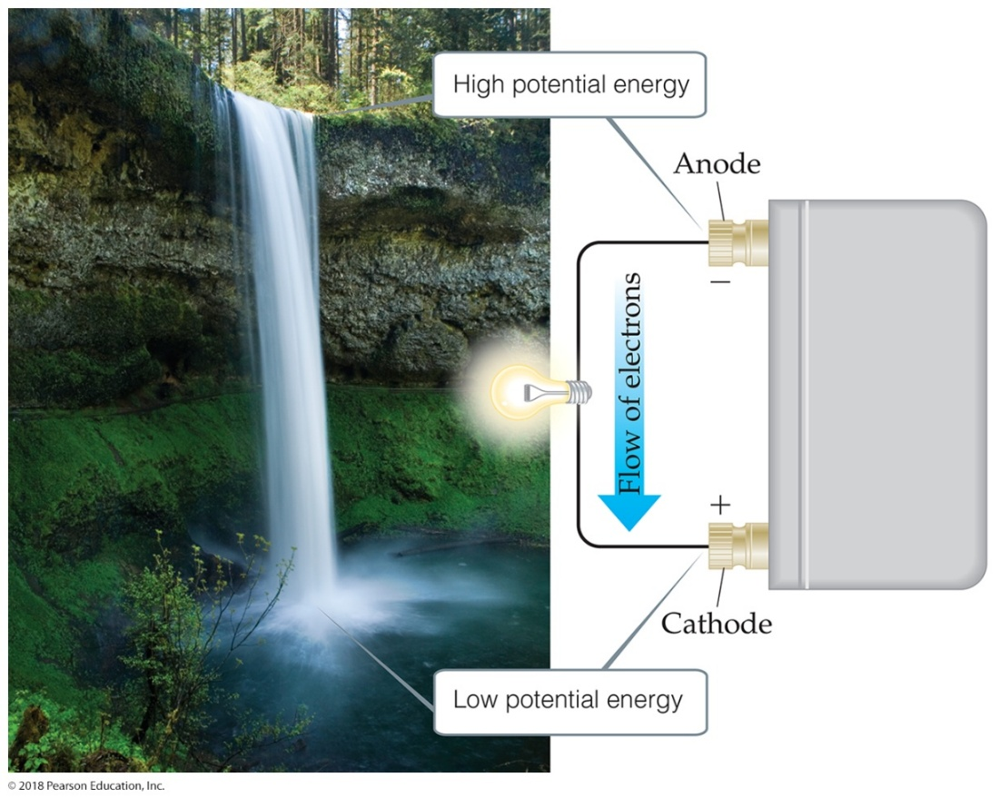 High potential energy
Anode
−
Flow of electrons
+
Cathode
Low potential energy
© 2018 Pearson Education, Inc.